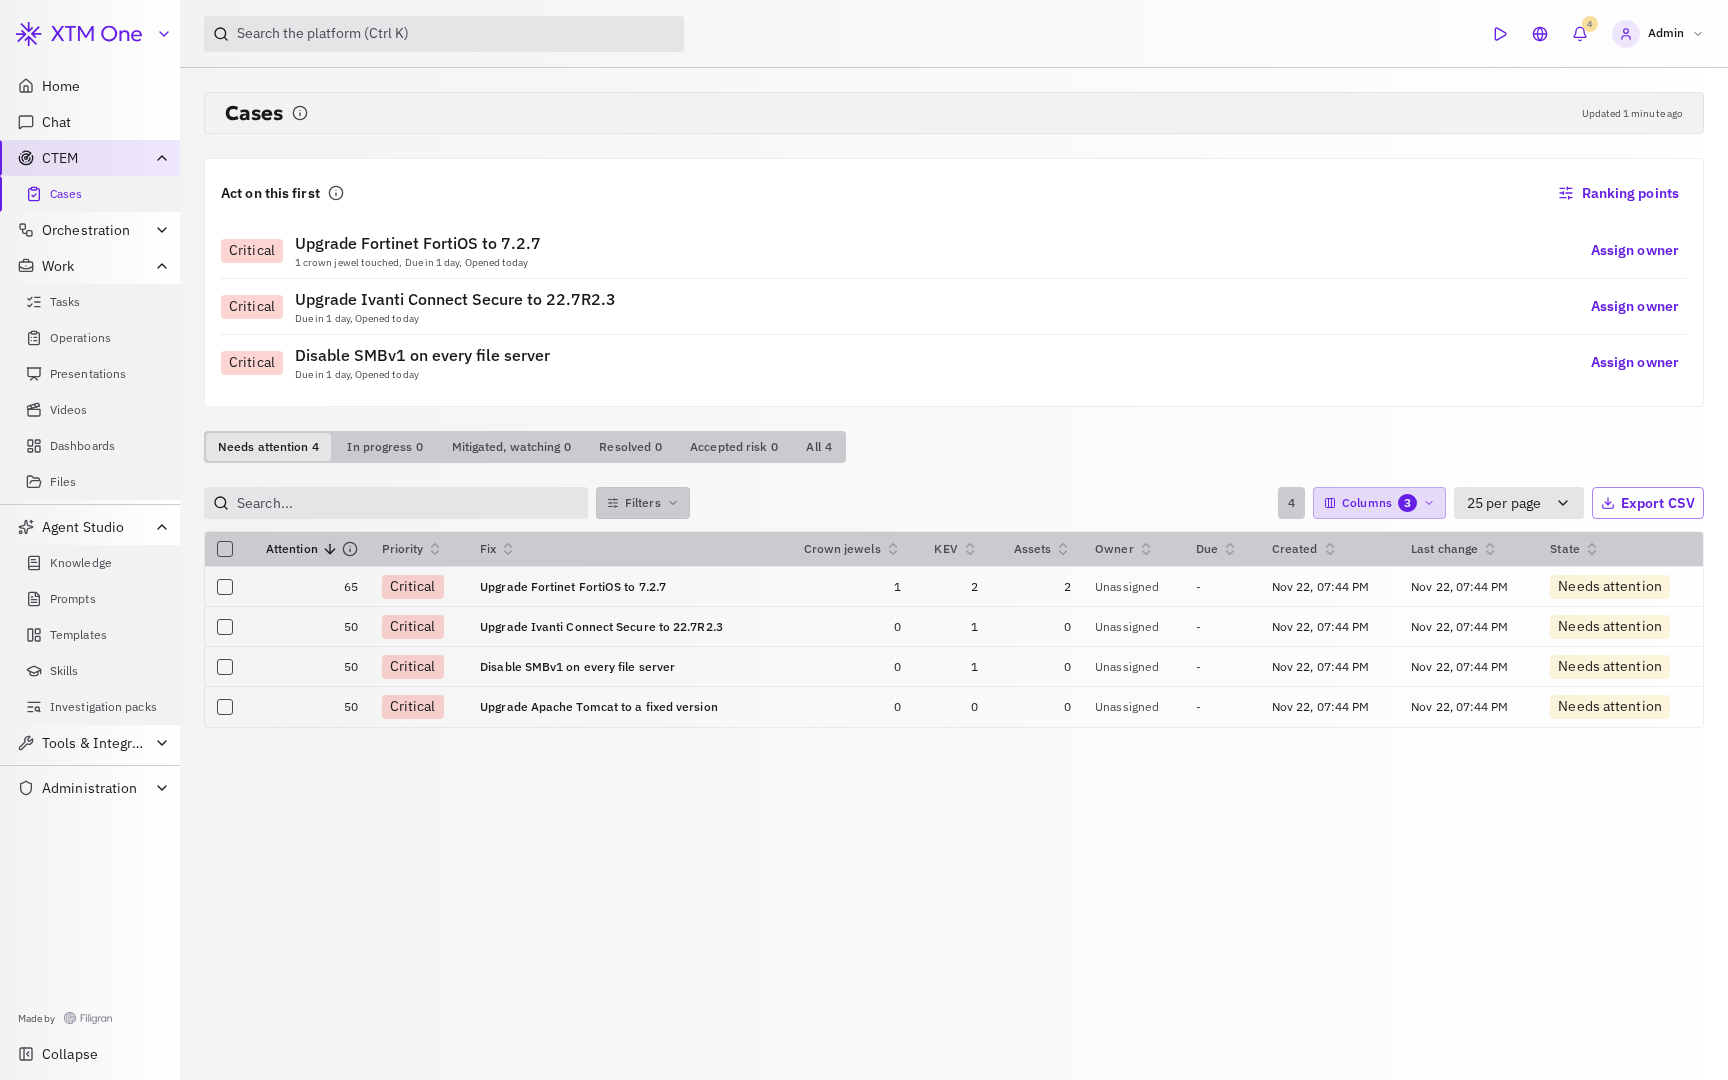 XTM One
Search the platform (Ctrl K)
4
Admin
Home
Chat
CTEM
Cases
Orchestration
Work
Tasks
Operations
Presentations
Videos
Dashboards
Files
Agent Studio
Knowledge
Prompts
Templates
Skills
Investigation packs
Tools & Integr...
Administration
Made by Filigran
Collapse
Cases
Updated 1 minute ago
Act on this first
Ranking points
Critical
Upgrade Fortinet FortiOS to 7.2.7
1 crown jewel touched, Due in 1 day, Opened today
Assign owner
Critical
Upgrade Ivanti Connect Secure to 22.7R2.3
Due in 1 day, Opened today
Assign owner
Critical
Disable SMBv1 on every file server
Due in 1 day, Opened today
Assign owner
Needs attention 4 In progress 0 Mitigated, watching 0 Resolved 0 Accepted risk 0 All 4
Search... Filters 4 Columns 3 25 per page Export CSV
Attention Priority Fix Crown jewels KEV Assets Owner Due Created Last change State
65 Critical Upgrade Fortinet FortiOS to 7.2.7 1 2 2 Unassigned - Nov 22, 07:44 PM Nov 22, 07:44 PM Needs attention
50 Critical Upgrade Ivanti Connect Secure to 22.7R2.3 0 1 0 Unassigned - Nov 22, 07:44 PM Nov 22, 07:44 PM Needs attention
50 Critical Disable SMBv1 on every file server 0 1 0 Unassigned - Nov 22, 07:44 PM Nov 22, 07:44 PM Needs attention
50 Critical Upgrade Apache Tomcat to a fixed version 0 0 0 Unassigned - Nov 22, 07:44 PM Nov 22, 07:44 PM Needs attention